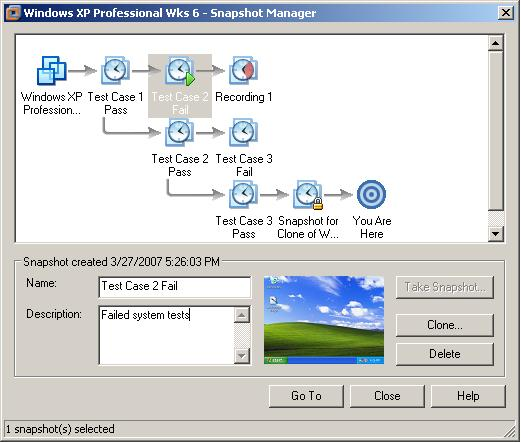 Windows XP Professional Wks 6 - Snapshot Manager
Windows XP
Profession...
Test Case 1
Pass
Test Case 2
Fail
Recording 1
Test Case 2
Pass
Test Case 3
Fail
Test Case 3
Pass
Snapshot for
Clone of W...
You Are
Here
Snapshot created 3/27/2007 5:26:03 PM
Name:
Test Case 2 Fail
Take Snapshot...
Description:
Failed system tests
Clone...
Delete
Go To
Close
Help
1 snapshot(s) selected